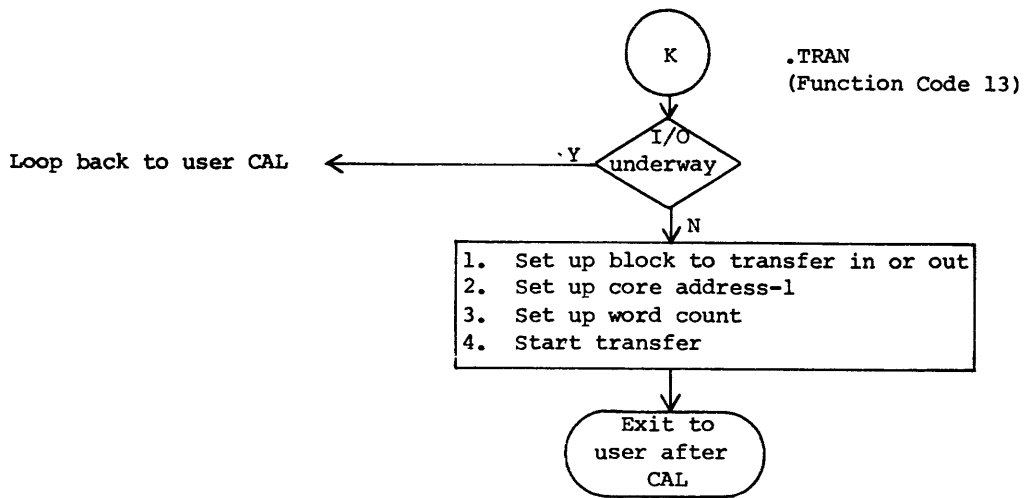 K
.TRAN
(Function Code 13)
I/O
underway
Y
Loop back to user CAL
N
1. Set up block to transfer in or out
2. Set up core address-1
3. Set up word count
4. Start transfer
Exit to
user after
CAL